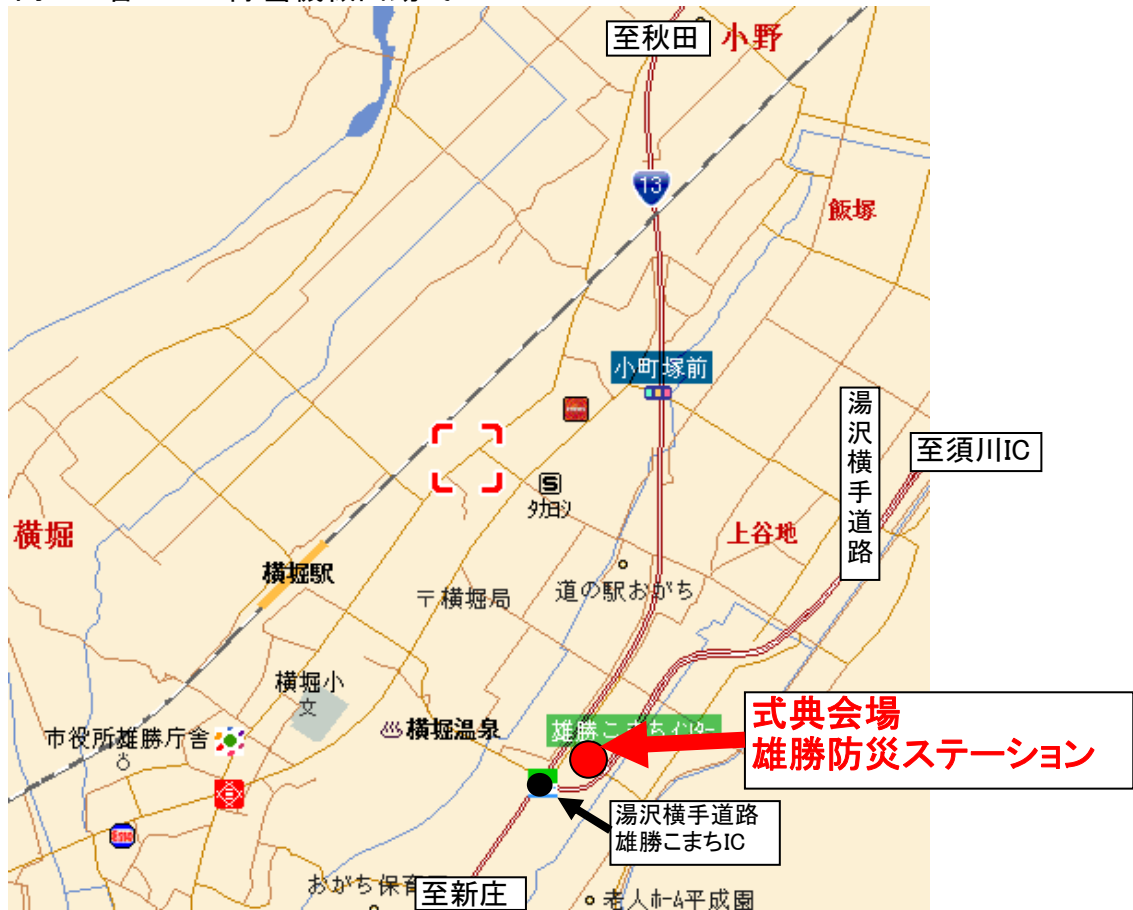 至秋田
小野
13
飯塚
小町塚前
湯沢横手道路
至須川IC
S
ﾀｶﾖｼ
横堀
上谷地
横堀駅
〒横堀局
道の駅おがち
横堀小
文
市役所雄勝庁舎
横堀温泉
雄勝こまちｲﾝﾀｰ
式典会場
雄勝防災ステーション
湯沢横手道路
雄勝こまちIC
Esso
おがち保育
至新庄
老人ﾎｰﾑ平成園